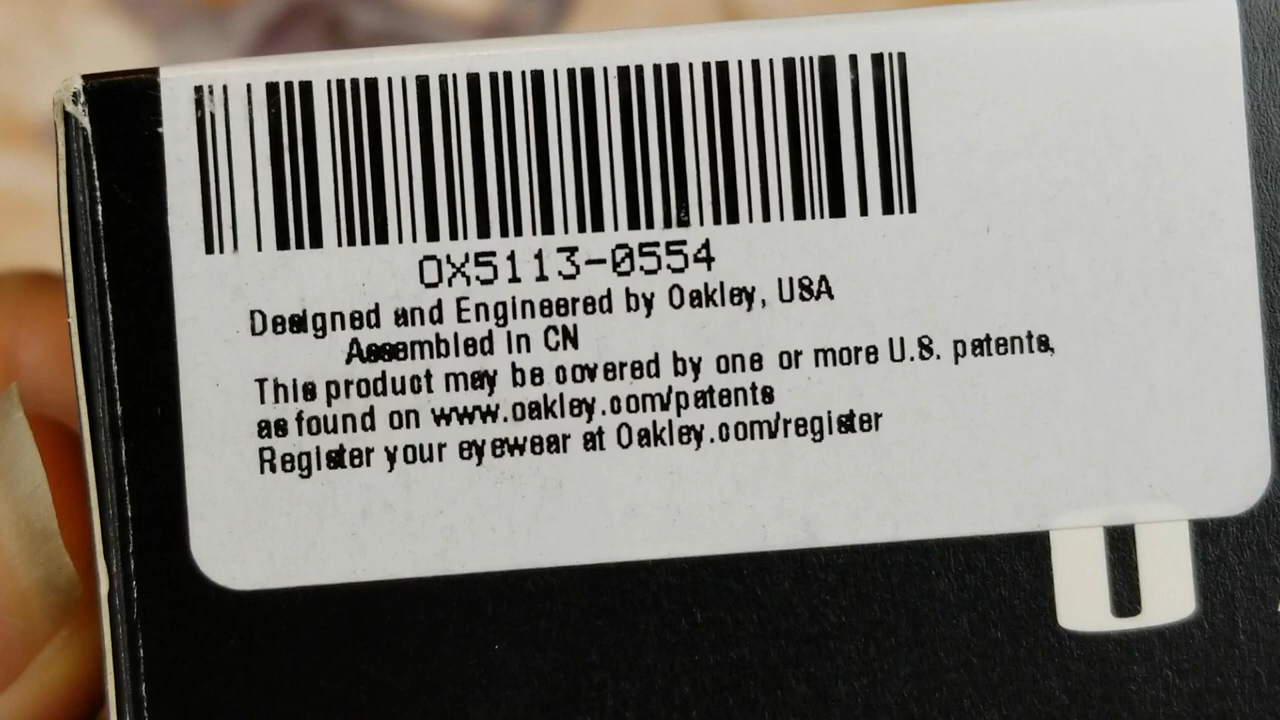 OX5113-0554
Designed and Engineered by Oakley, USA
Assembled in CN
This product may be covered by one or more U.S. patents,
as found on www.oakley.com/patents
Register your eyewear at Oakley.com/register